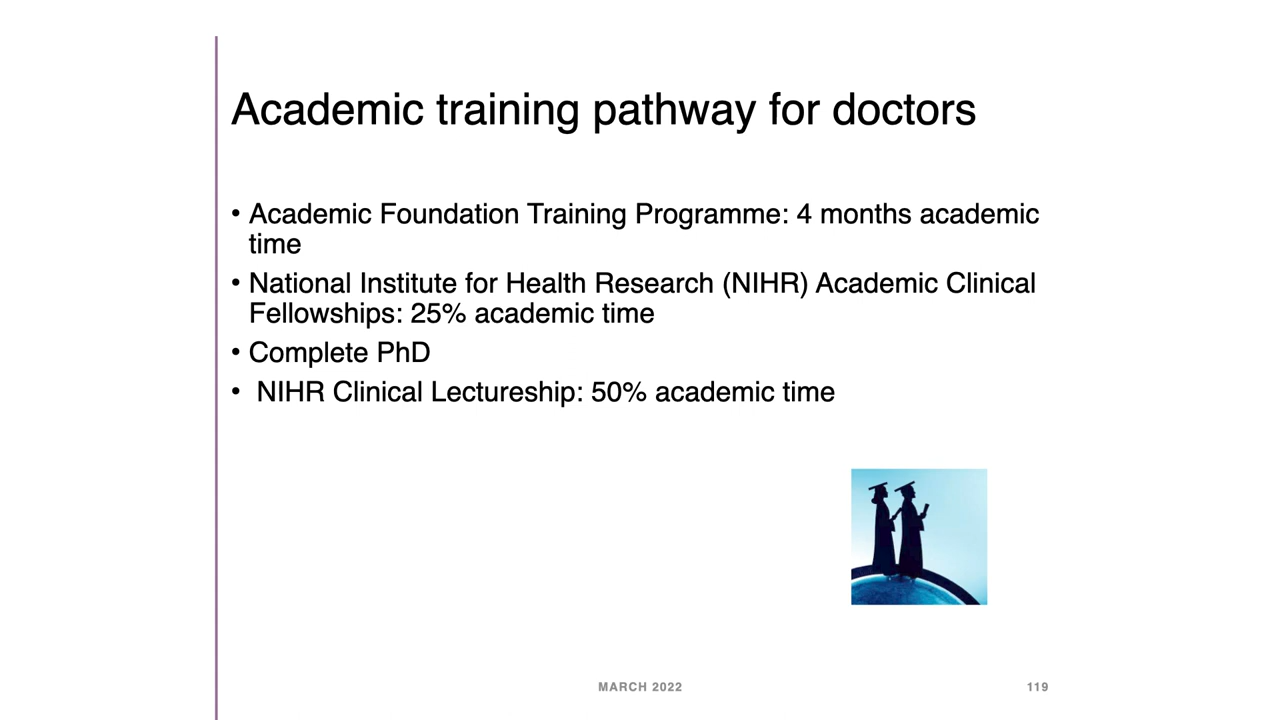 Academic training pathway for doctors
• Academic Foundation Training Programme: 4 months academic
time
• National Institute for Health Research (NIHR) Academic Clinical
Fellowships: 25% academic time
• Complete PhD
• NIHR Clinical Lectureship: 50% academic time
MARCH 2022
119